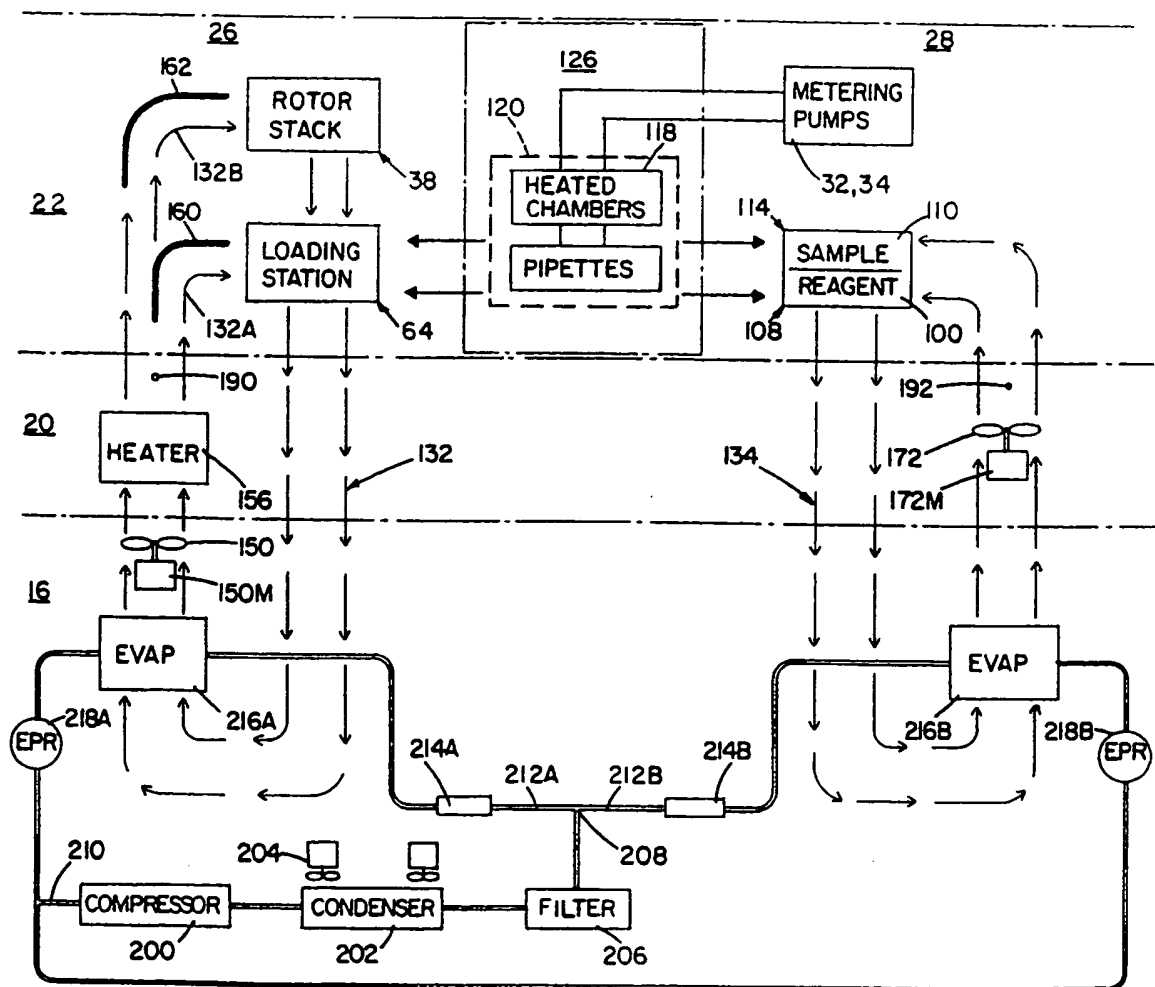 26
28
162
126
ROTOR
STACK
METERING
PUMPS
120
118
132B
38
HEATED
CHAMBERS
32,34
22
160
114
110
LOADING
STATION
PIPETTES
SAMPLE
REAGENT
132A
64
108
100
190
192
20
HEATER
132
134
172
156
172M
150
16
150M
EVAP
EVAP
218A
216A
216B
218B
EPR
214A
212A
212B
214B
EPR
204
208
210
COMPRESSOR
CONDENSER
FILTER
200
202
206